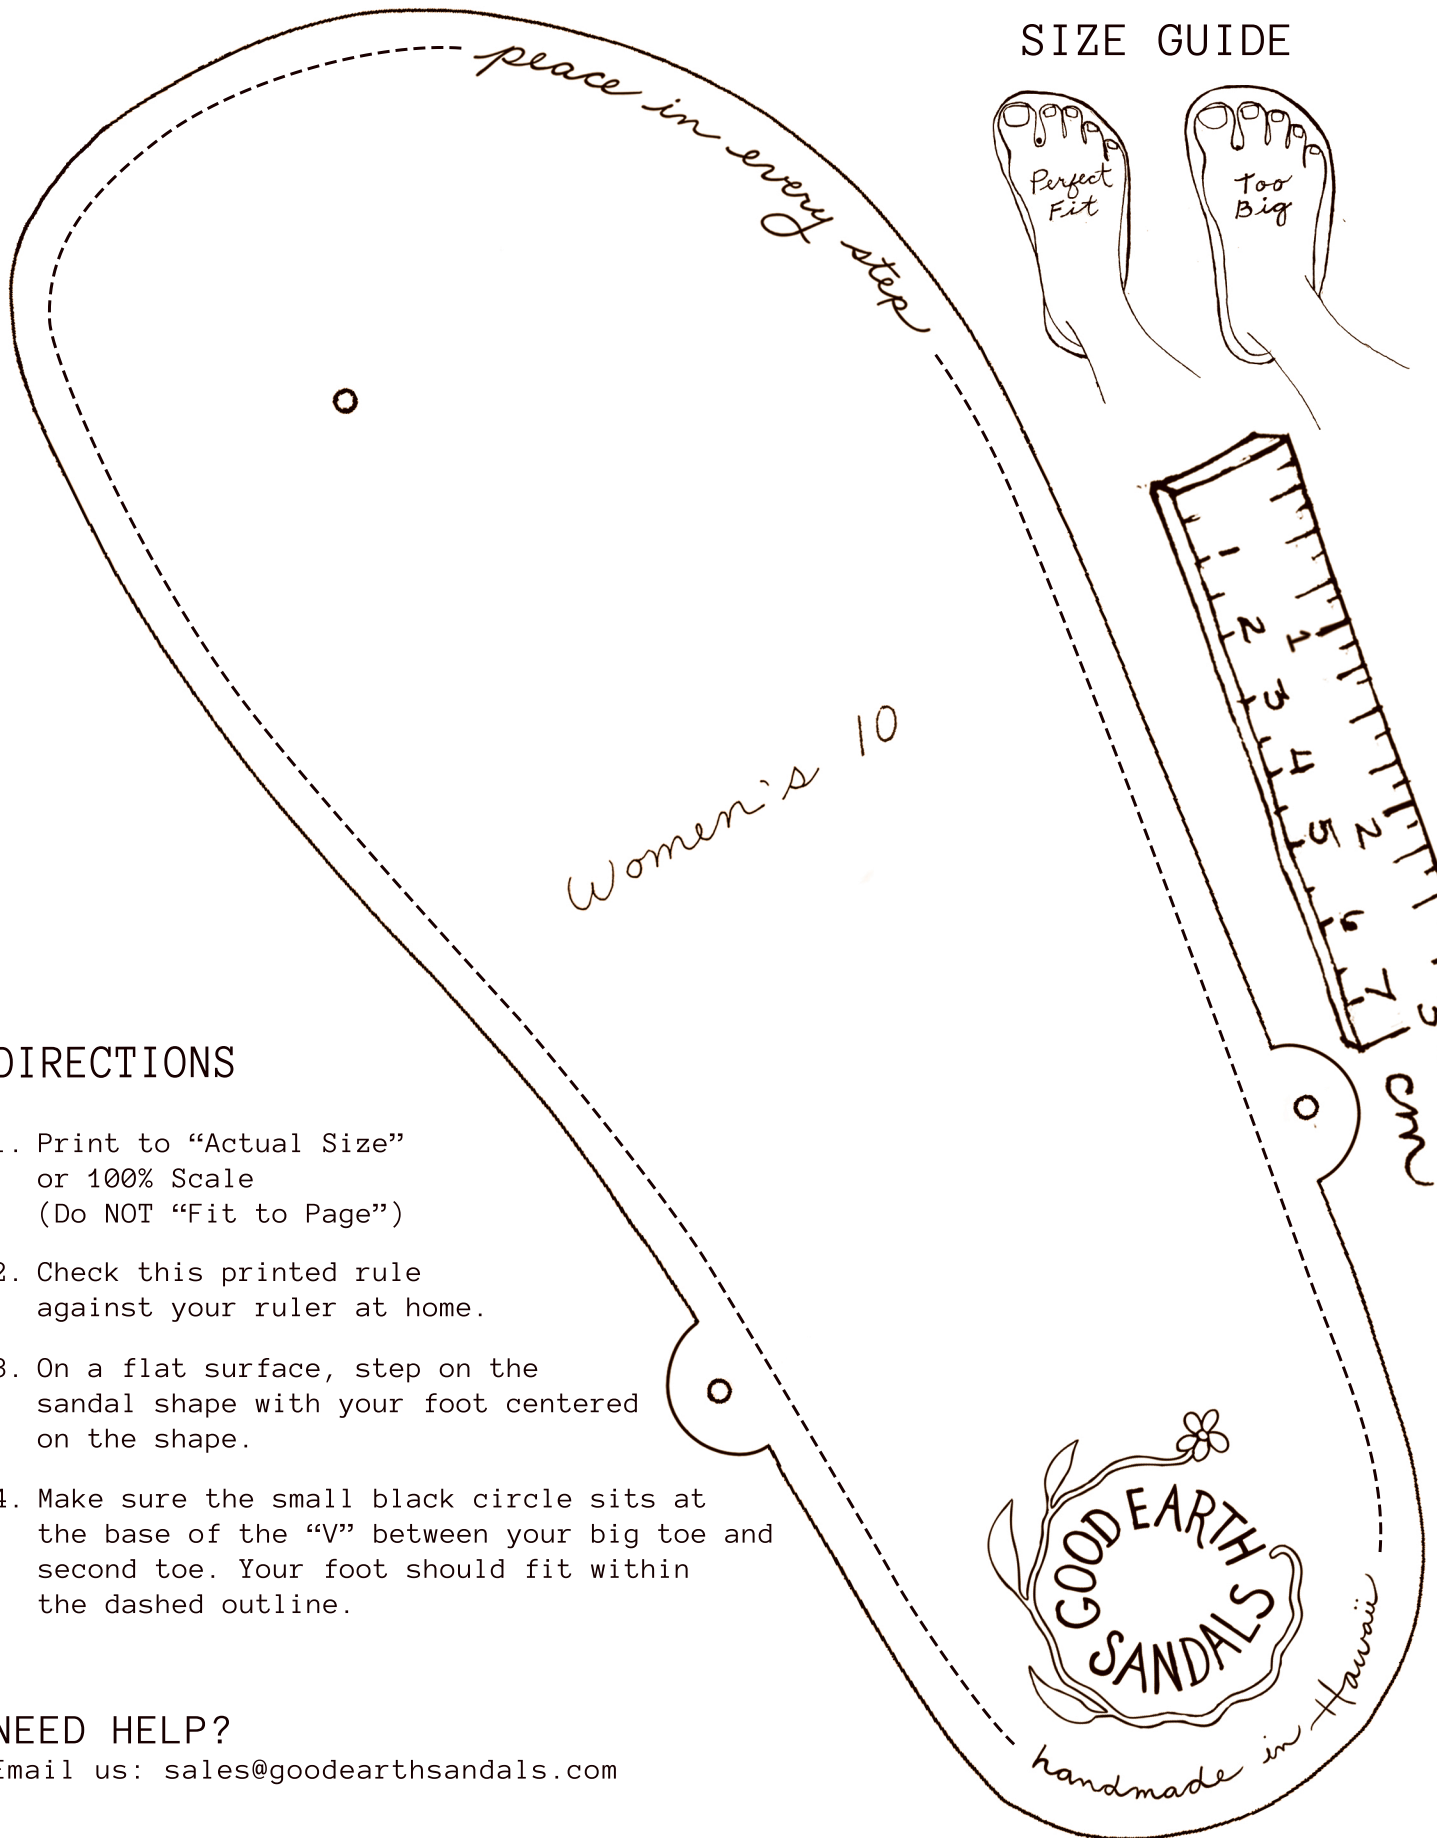 SIZE GUIDE
peace in every step
Perfect
Fit
Too
Big
1
2
3
4
5
6
7
1
2
3
cm
Women's 10
DIRECTIONS
1. Print to “Actual Size”
or 100% Scale
(Do NOT “Fit to Page”)
2. Check this printed rule
against your ruler at home.
3. On a flat surface, step on the
sandal shape with your foot centered
on the shape.
4. Make sure the small black circle sits at
the base of the “V” between your big toe and
second toe. Your foot should fit within
the dashed outline.
GOOD EARTH
SANDALS
handmade in Hawaii
NEED HELP?
Email us: sales@goodearthsandals.com